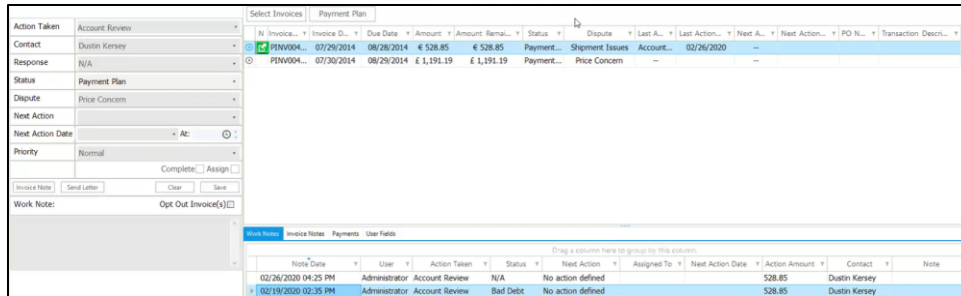 Select Invoices Payment Plan
Action Taken Account Review
Contact Dustin Kersey
Response N/A
Status Payment Plan
Dispute Price Concern
Next Action
Next Action Date At:
Priority Normal
Complete Assign
Invoice Note Send Letter Clear Save
Work Note: Opt Out Invoice(s)
N Invoice... Invoice D... Due Date Amount Amount Remai... Status Dispute Last A... Last Action... Next A... Next Action... PO N... Transaction Descri...
PINV004... 07/29/2014 08/28/2014 € 528.85 € 528.85 Payment... Shipment Issues Account... 02/26/2020 --
PINV004... 07/30/2014 08/29/2014 £ 1,191.19 £ 1,191.19 Payment... Price Concern -- --
Work Notes Invoice Notes Payments User Fields
Drag a column here to group by this column.
Note Date User Action Taken Status Next Action Assigned To Next Action Date Action Amount Contact Note
02/26/2020 04:25 PM Administrator Account Review N/A No action defined 528.85 Dustin Kersey
02/19/2020 02:35 PM Administrator Account Review Bad Debt No action defined 528.85 Dustin Kersey